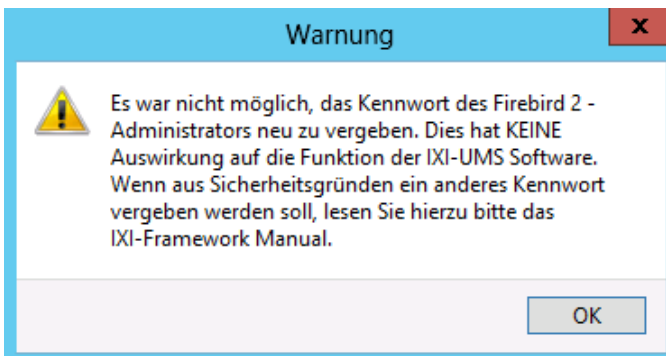 Warnung
x
Es war nicht möglich, das Kennwort des Firebird 2 -
Administrators neu zu vergeben. Dies hat KEINE
Auswirkung auf die Funktion der IXI-UMS Software.
Wenn aus Sicherheitsgründen ein anderes Kennwort
vergeben werden soll, lesen Sie hierzu bitte das
IXI-Framework Manual.
OK